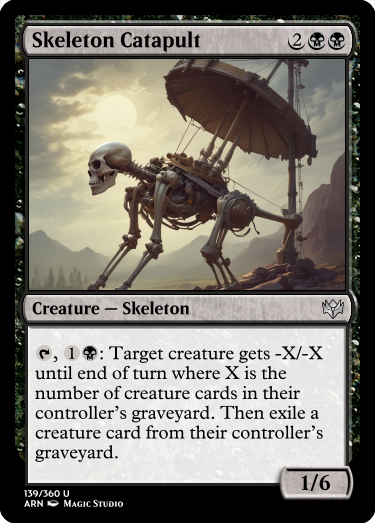 Skeleton Catapult 2
Creature — Skeleton
, 1 : Target creature gets -X/-X
until end of turn where X is the
number of creature cards in their
controller's graveyard. Then exile a
creature card from their controller's
graveyard.
1/6
139/360 U
ARN Magic Studio